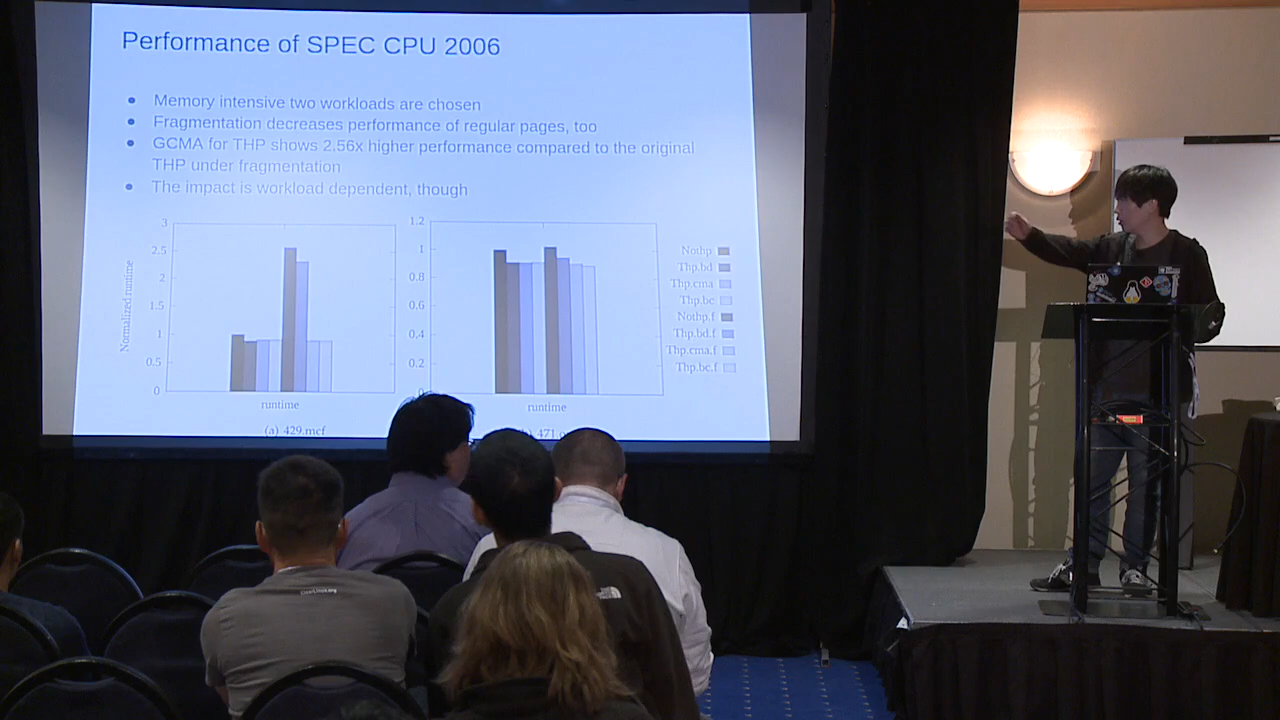 Performance of SPEC CPU 2006
● Memory intensive two workloads are chosen
● Fragmentation decreases performance of regular pages, too
● GCMA for THP shows 2.56x higher performance compared to the original
THP under fragmentation
● The impact is workload dependent, though
Normalized runtime
3
2.5
2
1.5
1
0.5
0
runtime
(a) 429.mcf
1.2
1
0.8
0.6
0.4
0.2
0
runtime
471.o
Nothp
Thp.bd
Thp.cma
Thp.bc
Nothp.f
Thp.bd.f
Thp.cma.f
Thp.bc.f